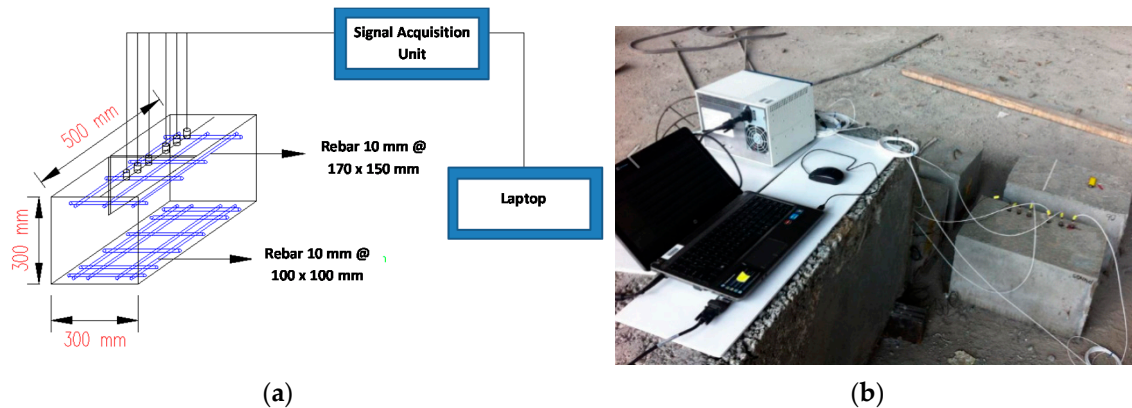 Signal Acquisition
Unit
500 mm
Rebar 10 mm @
170 x 150 mm
Laptop
300 mm
Rebar 10 mm @
100 x 100 mm
300 mm
(a)
(b)